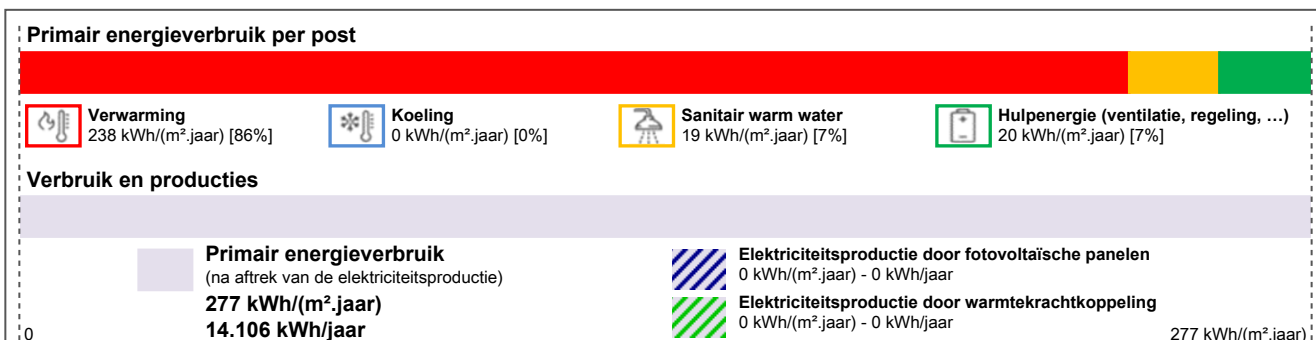 Primair energieverbruik per post
Verwarming
238 kWh/(m².jaar) [86%]
Koeling
0 kWh/(m².jaar) [0%]
Sanitair warm water
19 kWh/(m².jaar) [7%]
Hulpenergie (ventilatie, regeling, …)
20 kWh/(m².jaar) [7%]
Verbruik en producties
Primair energieverbruik
(na aftrek van de elektriciteitsproductie)
277 kWh/(m².jaar)
14.106 kWh/jaar
Elektriciteitsproductie door fotovoltaïsche panelen
0 kWh/(m².jaar) - 0 kWh/jaar
Elektriciteitsproductie door warmtekrachtkoppeling
0 kWh/(m².jaar) - 0 kWh/jaar
0
277 kWh/(m².jaar)